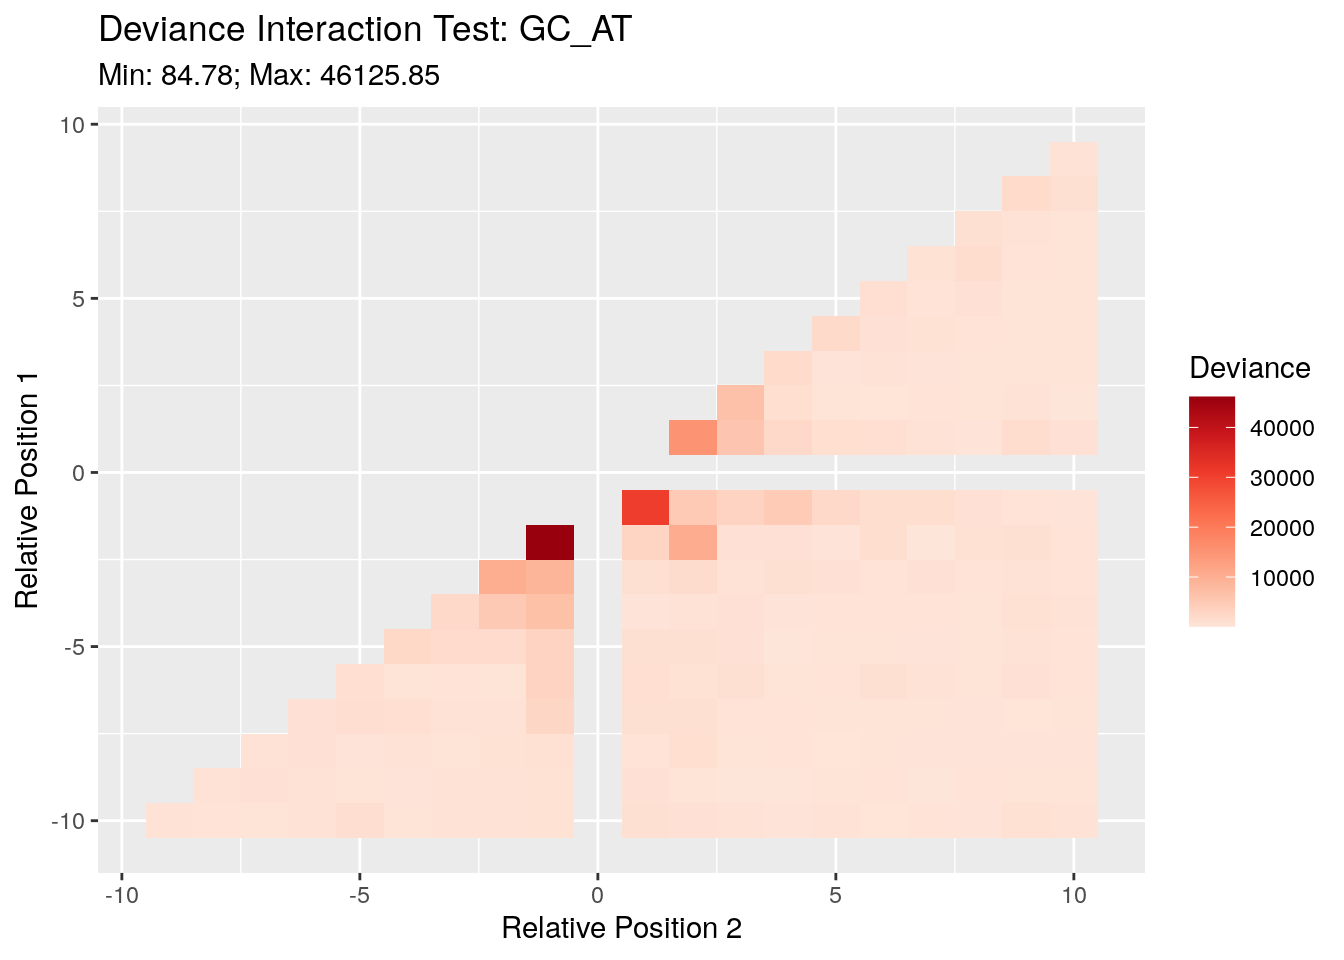 Deviance Interaction Test: GC_AT
Min: 84.78; Max: 46125.85
10
5
0
-5
-10
Relative Position 1
-10
-5
0
5
10
Relative Position 2
Deviance
40000
30000
20000
10000